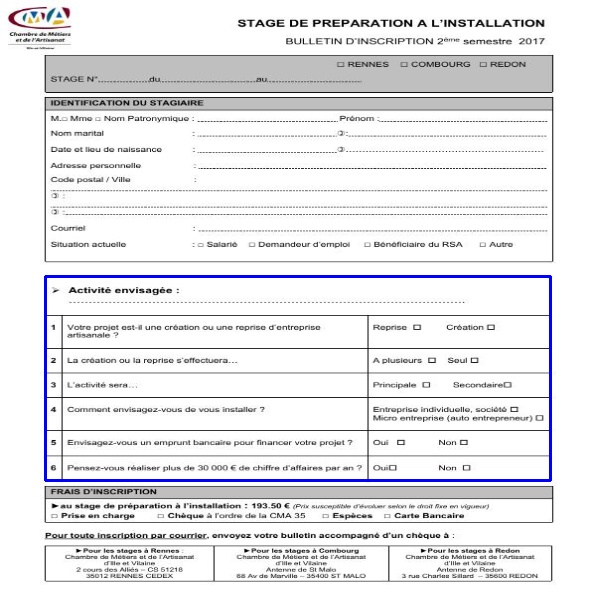 CMA
Chambre de Métiers
et de l'Artisanat
Ille et Vilaine
STAGE DE PREPARATION A L'INSTALLATION
BULLETIN D'INSCRIPTION 2ème semestre 2017
□ RENNES □ COMBOURG □ REDON
STAGE N°..................du..............................au..............................
IDENTIFICATION DU STAGIAIRE
M.□ Mme □ Nom Patronymique : .............................. Prénom :..............................
Nom marital : .............................. ③:..............................
Date et lieu de naissance : .............................. ③..............................
Adresse personnelle : ..............................
Code postal / Ville :
..............................
③ :
③ :..............................
Courriel : ..............................
Situation actuelle : □ Salarié □ Demandeur d'emploi □ Bénéficiaire du RSA □ Autre
➢ Activité envisagée :
..............................
1 Votre projet est-il une création ou une reprise d'entreprise artisanale ? Reprise □ Création □
2 La création ou la reprise s'effectuera… A plusieurs □ Seul □
3 L'activité sera… Principale □ Secondaire□
4 Comment envisagez-vous de vous installer ? Entreprise individuelle, société □
Micro entreprise (auto entrepreneur) □
5 Envisagez-vous un emprunt bancaire pour financer votre projet ? Oui □ Non □
6 Pensez-vous réaliser plus de 30 000 € de chiffre d'affaires par an ? Oui□ Non □
FRAIS D'INSCRIPTION
►au stage de préparation à l'installation : 193.50 € (Prix susceptible d'évoluer selon le droit fixe en vigueur)
□ Prise en charge □ Chèque à l'ordre de la CMA 35 □ Espèces □ Carte Bancaire
Pour toute inscription par courrier, envoyez votre bulletin accompagné d'un chèque à :
►Pour les stages à Rennes :
Chambre de Métiers et de l'Artisanat
d'Ille et Vilaine
2 cours des Alliés – CS 51218
35012 RENNES CEDEX
►Pour les stages à Combourg
Chambre de Métiers et de l'Artisanat
d'Ille et Vilaine
Antenne de St Malo
68 Av de Marville – 35400 ST MALO
►Pour les stages à Redon
Chambre de Métiers et de l'Artisanat
d'Ille et Vilaine
Antenne de Redon
3 rue Charles Sillard – 35600 REDON